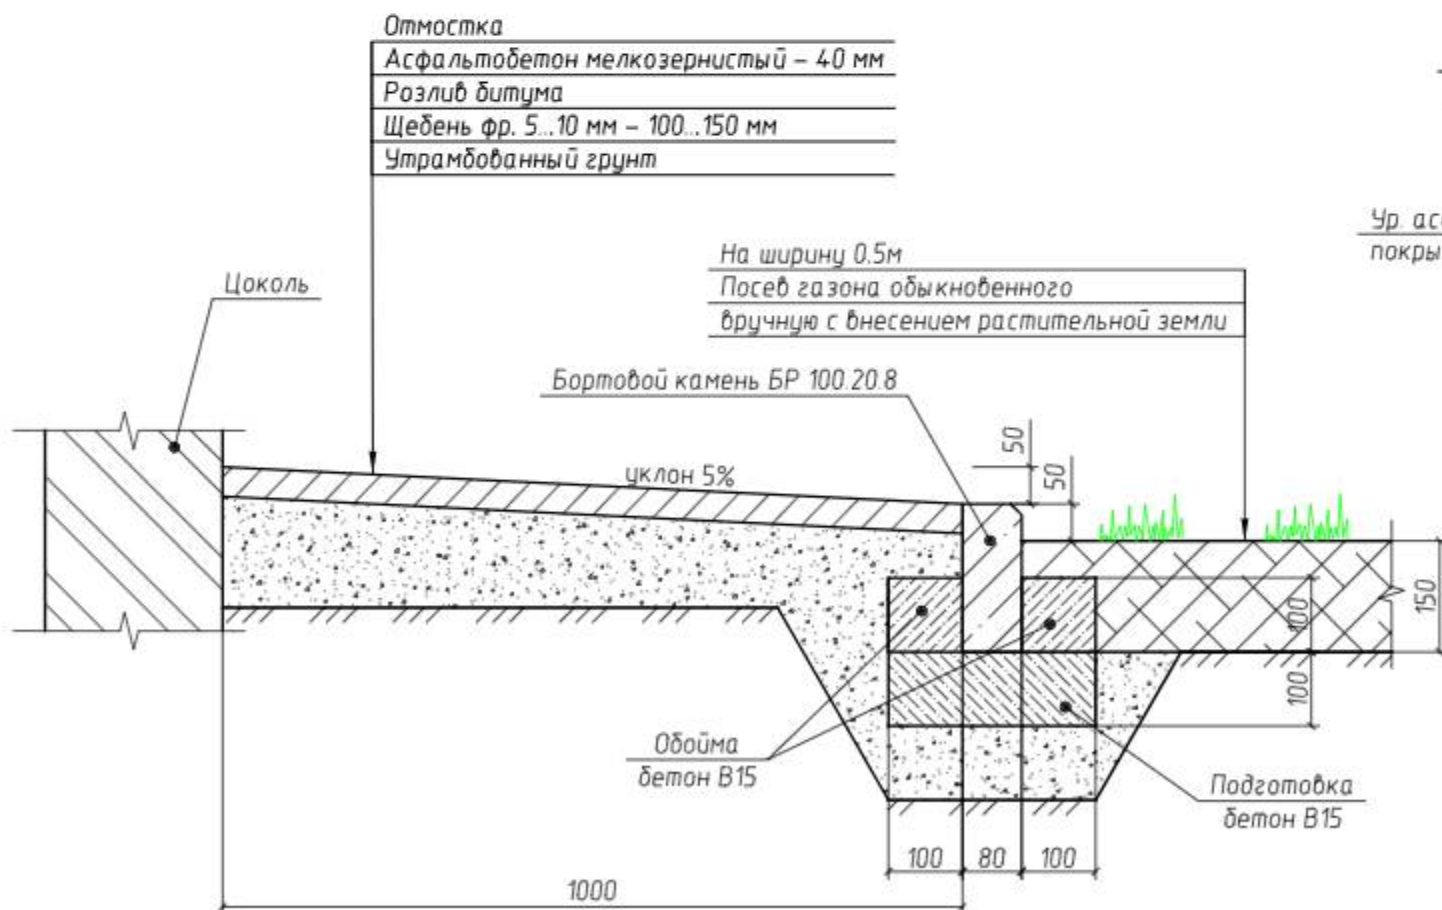 Отмостка
Асфальтобетон мелкозернистый – 40 мм
Розлив битума
Щебень фр. 5...10 мм – 100...150 мм
Утрамбованный грунт
На ширину 0.5м
Посев газона обыкновенного
вручную с внесением растительной земли
Ур.
Цоколь
Бортовой камень БР 100.20.8
50
50
уклон 5%
100
150
100
Обойма
бетон В15
Подготовка
бетон В15
100
80
100
1000